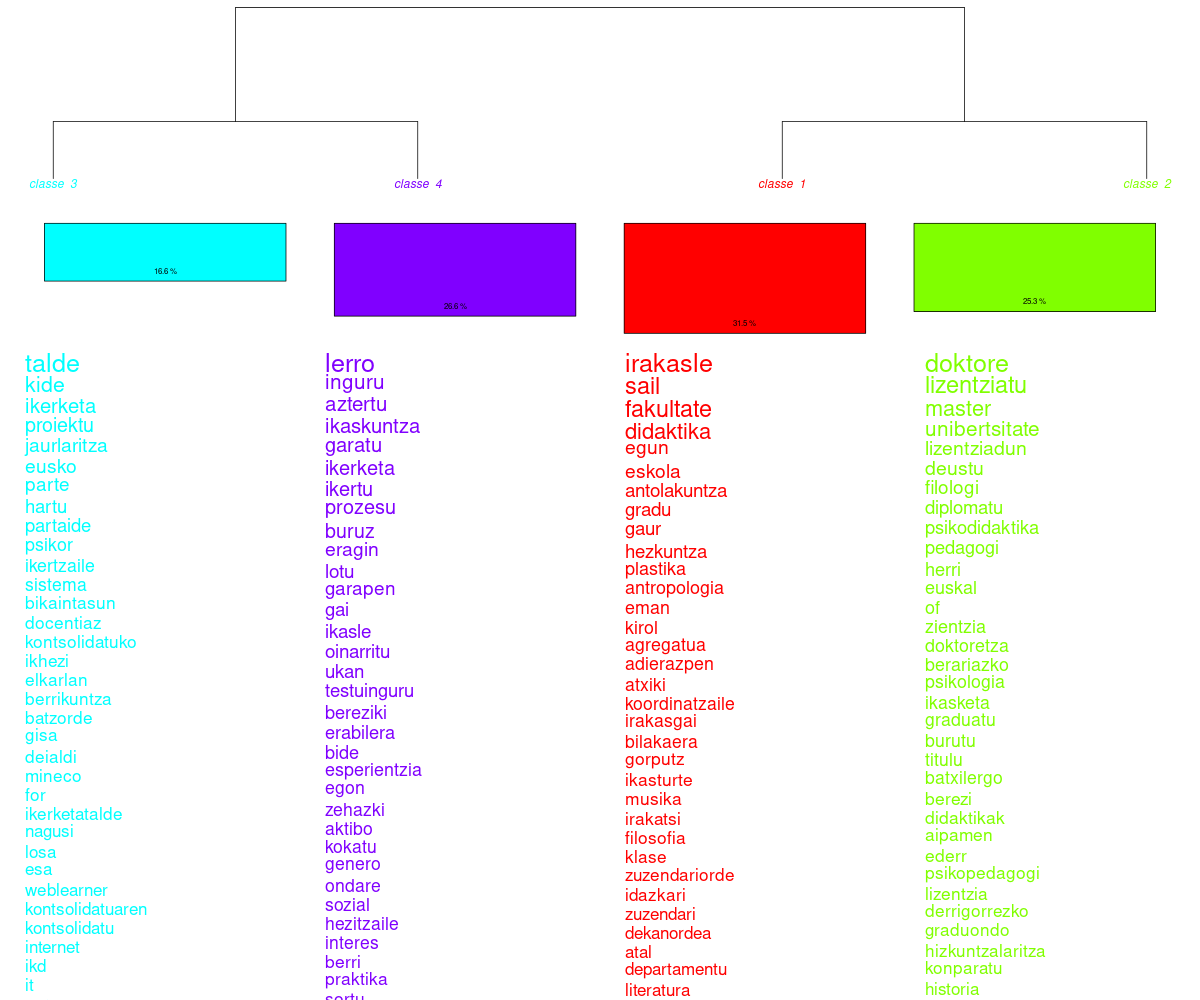 classe 3
classe 4
classe 1
classe 2
16.6 %
26.6 %
31.5 %
25.3 %
talde
kide
ikerketa
proiektu
jaurlaritza
eusko
parte
hartu
partaide
psikor
ikertzaile
sistema
bikaintasun
docentiaz
kontsolidatuko
ikhezi
elkarlan
berrikuntza
batzorde
gisa
deialdi
mineco
for
ikerketatalde
nagusi
losa
esa
weblearner
kontsolidatuaren
kontsolidatu
internet
ikd
it
lerro
inguru
aztertu
ikaskuntza
garatu
ikerketa
ikertu
prozesu
buruz
eragin
lotu
garapen
gai
ikasle
oinarritu
ukan
testuinguru
bereziki
erabilera
bide
esperientzia
egon
zehazki
aktibo
kokatu
genero
ondare
sozial
hezitzaile
interes
berri
praktika
sortu
irakasle
sail
fakultate
didaktika
egun
eskola
antolakuntza
gradu
gaur
hezkuntza
plastika
antropologia
eman
kirol
agregatua
adierazpen
atxiki
koordinatzaile
irakasgai
bilakaera
gorputz
ikasturte
musika
irakatsi
filosofia
klase
zuzendariorde
idazkari
zuzendari
dekanordea
atal
departamentu
literatura
doktore
lizentziatu
master
unibertsitate
lizentziadun
deustu
filologi
diplomatu
psikodidaktika
pedagogi
herri
euskal
of
zientzia
doktoretza
berariazko
psikologia
ikasketa
graduatu
burutu
titulu
batxilergo
berezi
didaktikak
aipamen
ederr
psikopedagogi
lizentzia
derrigorrezko
graduondo
hizkuntzalaritza
konparatu
historia